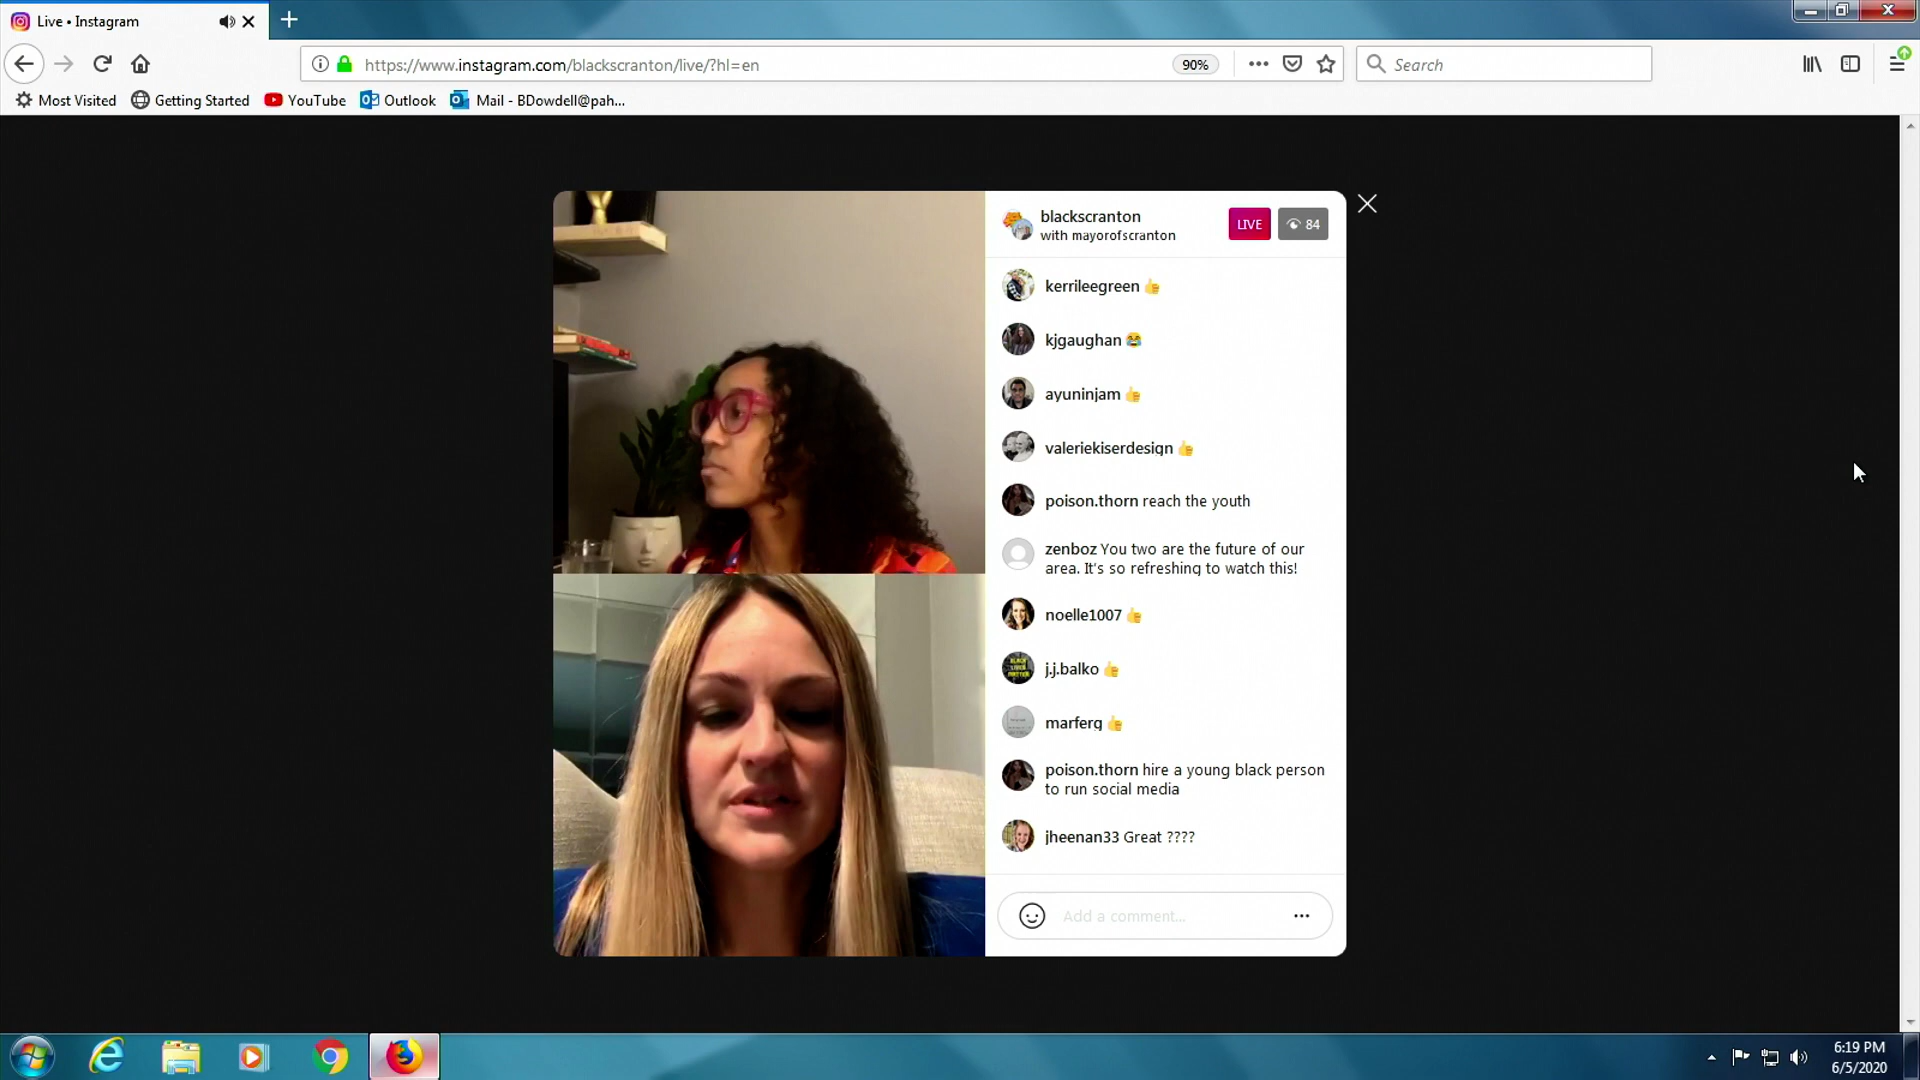 Live • Instagram
https://www.instagram.com/blackscranton/live/?hl=en
90%
Search
Most Visited
Getting Started
YouTube
Outlook
Mail - BDowdell@pah...
blackscranton
with mayorofscranton
LIVE
84
kerrileegreen 👍
kjgaughan 😂
ayuninjam 👍
valeriekiserdesign 👍
poison.thorn reach the youth
zenboz You two are the future of our
area. It's so refreshing to watch this!
noelle1007 👍
BLACK
LIVES
MATTER
j.j.balko 👍
marferg 👍
poison.thorn hire a young black person
to run social media
jheenan33 Great ????
Add a comment...
6:19 PM
6/5/2020